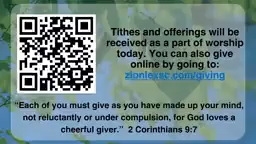 Tithes and offerings will be
received as a part of worship
today. You can also give
online by going to:
zionlexsc.com/giving
“Each of you must give as you have made up your mind,
not reluctantly or under compulsion, for God loves a
cheerful giver.” 2 Corinthians 9:7